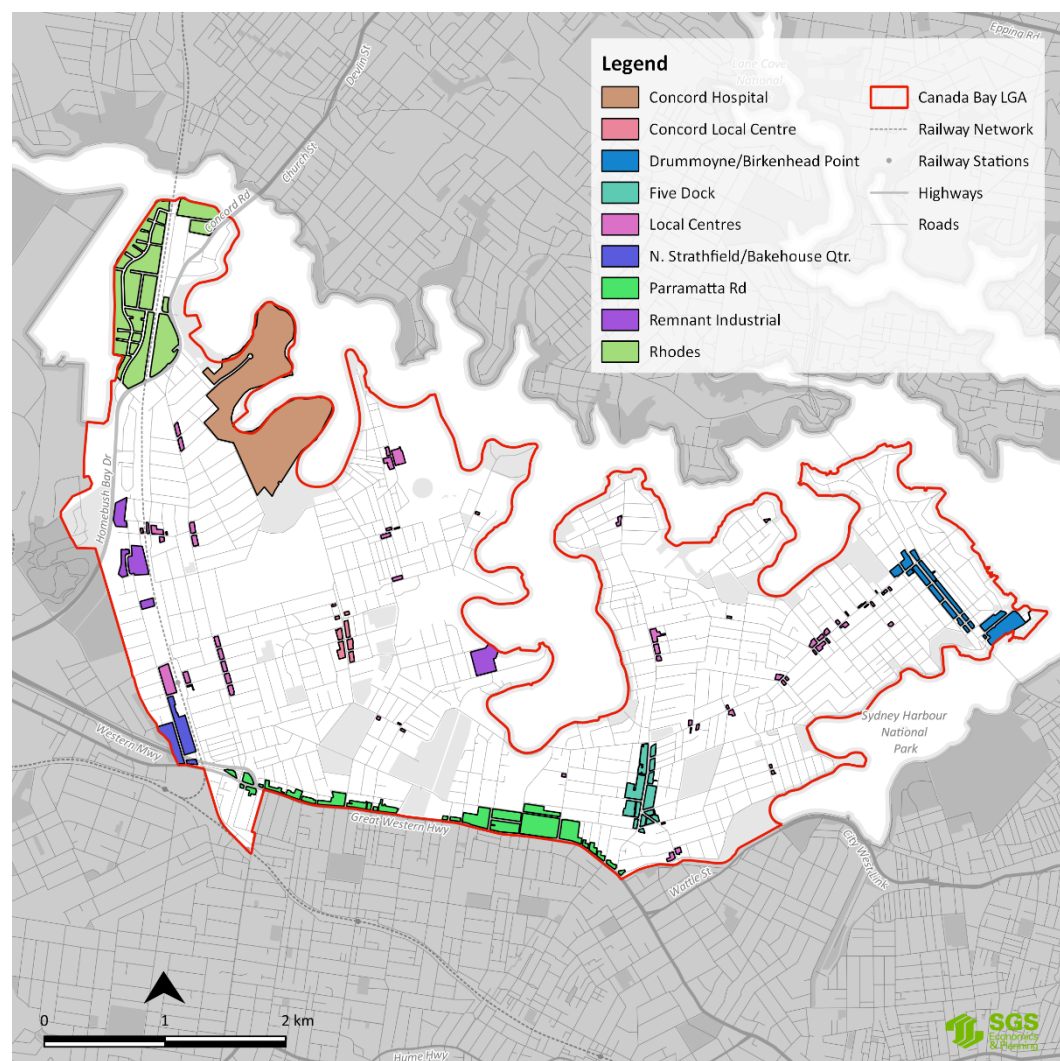 Epping Rd
Devlin St
Lane Cove
National
Legend
Concord Hospital
Concord Local Centre
Drummoyne/Birkenhead Point
Five Dock
Local Centres
N. Strathfield/Bakehouse Qtr.
Parramatta Rd
Remnant Industrial
Rhodes
Canada Bay LGA
Railway Network
Railway Stations
Highways
Roads
Church St
Concord Rd
Homebush Bay Dr
Sydney Harbour
National
Park
Western Mwy
Great Western Hwy
City West Link
Wattle St
0 1 2 km
Hume Hwy
SGS
Economics
& Planning